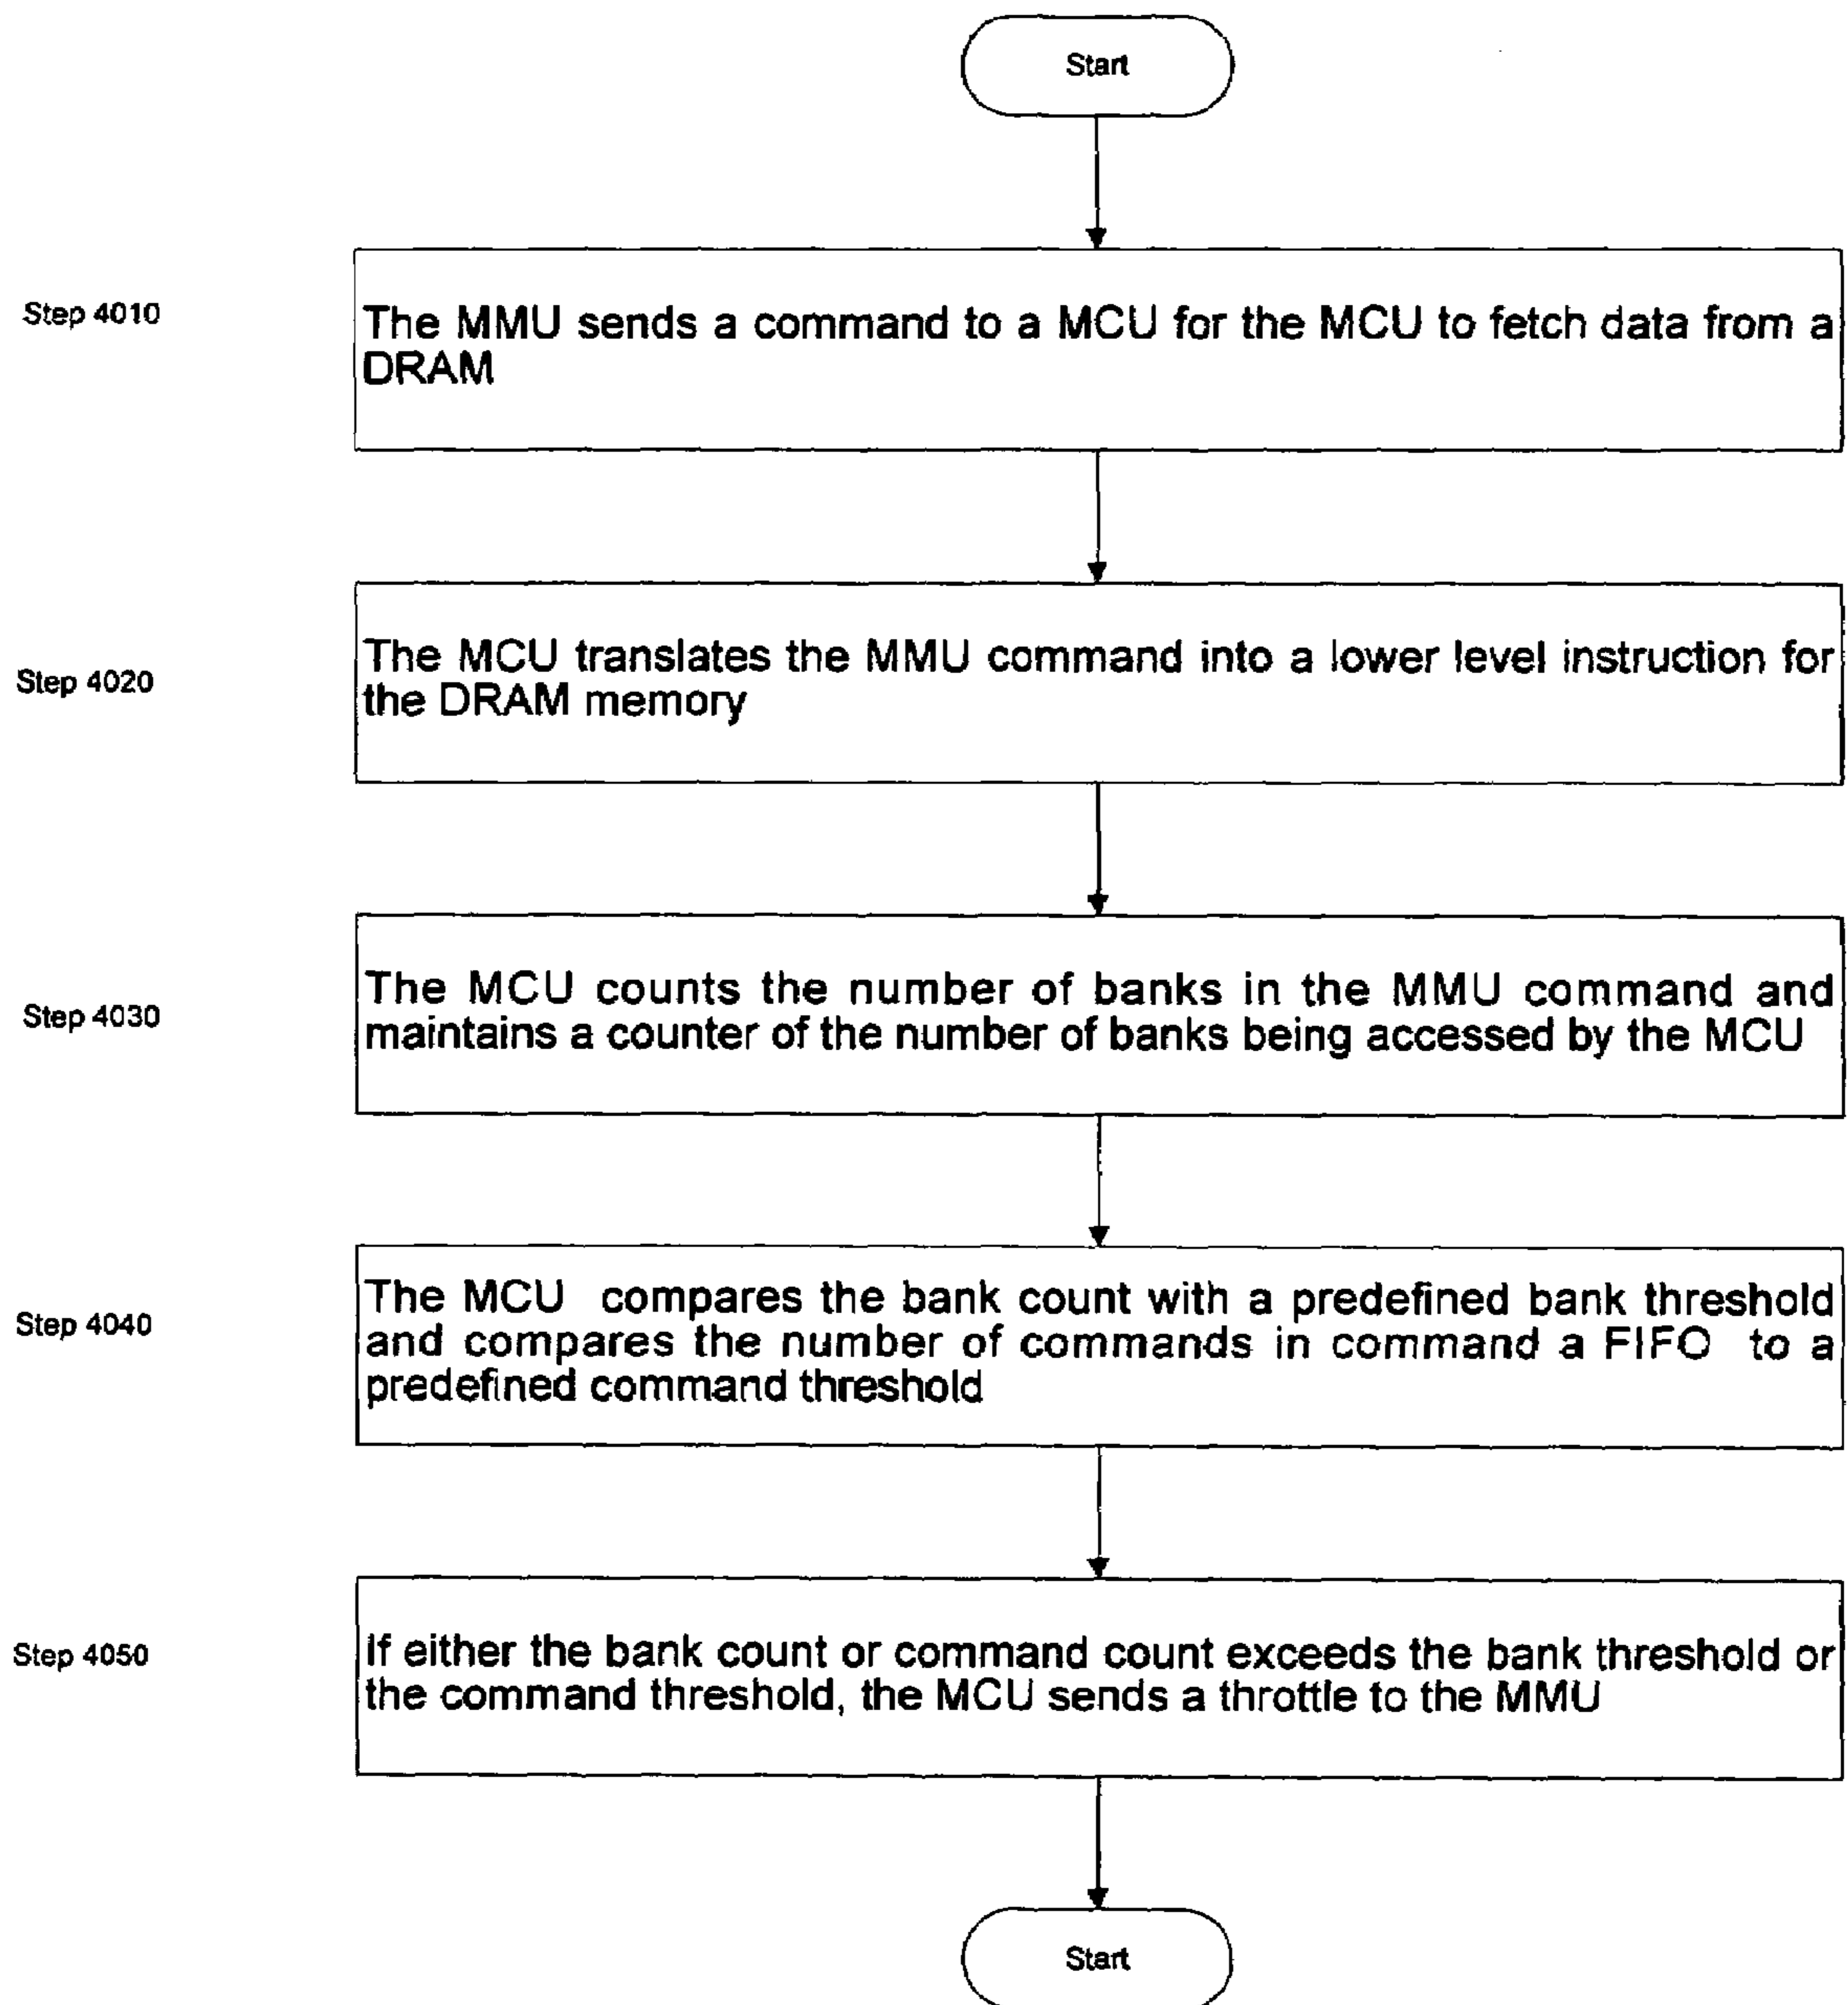 Start
Step 4010
The MMU sends a command to a MCU for the MCU to fetch data from a
DRAM
Step 4020
The MCU translates the MMU command into a lower level instruction for
the DRAM memory
Step 4030
The MCU counts the number of banks in the MMU command and
maintains a counter of the number of banks being accessed by the MCU
Step 4040
The MCU compares the bank count with a predefined bank threshold
and compares the number of commands in command a FIFO to a
predefined command threshold
Step 4050
If either the bank count or command count exceeds the bank threshold or
the command threshold, the MCU sends a throttle to the MMU
Start